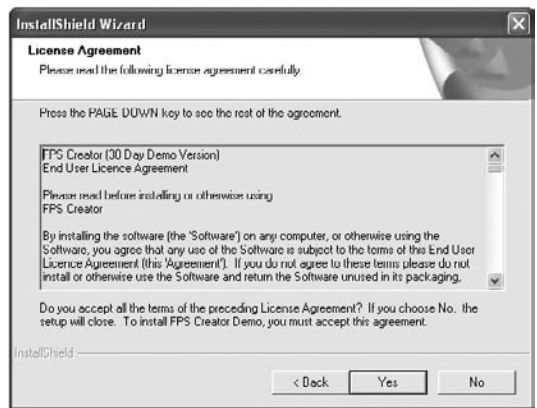 InstallShield Wizard
License Agreement
Please read the following license agreement carefully.
Press the PAGE DOWN key to see the rest of the agreement.
FPS Creator (30 Day Demo Version)
End User Licence Agreement
Please read before installing or otherwise using
FPS Creator
By installing the software (the 'Software') on any computer, or otherwise using the
Software, you agree that any use of the Software is subject to the terms of this End User
Licence Agreement (this 'Agreement'). If you do not agree to these terms please do not
install or otherwise use the Software and return the Software unused in its packaging,
Do you accept all the terms of the preceding License Agreement? If you choose No, the
setup will close. To install FPS Creator Demo, you must accept this agreement.
InstallShield
< Back
Yes
No